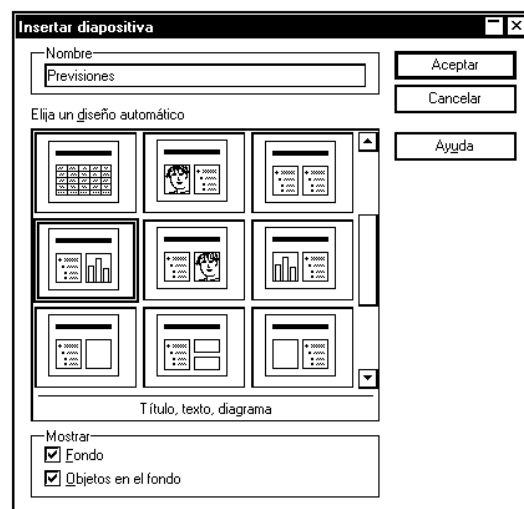 Insertar diapositiva
Nombre
Previsiones
Aceptar
Cancelar
Ayuda
Elija un diseño automático
Título, texto, diagrama
Mostrar
Fondo
Objetos en el fondo